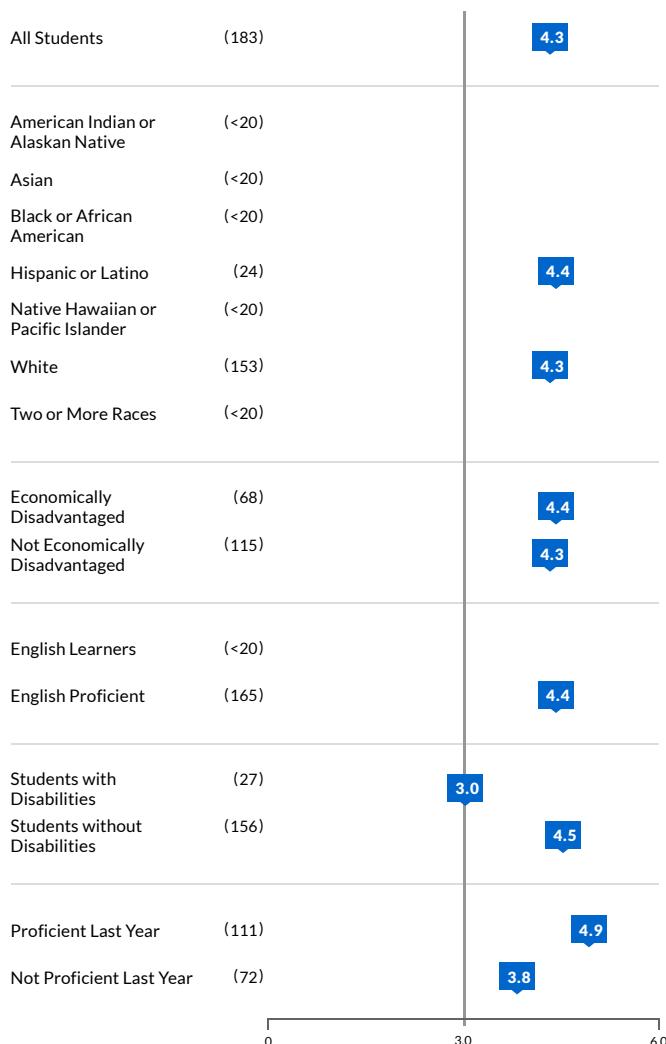 All Students (183) 4.3
American Indian or (<20)
Alaskan Native
Asian (<20)
Black or African (<20)
American
Hispanic or Latino (24) 4.4
Native Hawaiian or (<20)
Pacific Islander
White (153) 4.3
Two or More Races (<20)
Economically (68) 4.4
Disadvantaged
Not Economically (115) 4.3
Disadvantaged
English Learners (<20)
English Proficient (165) 4.4
Students with (27) 3.0
Disabilities
Students without (156) 4.5
Disabilities
Proficient Last Year (111) 4.9
Not Proficient Last Year (72) 3.8
0 3.0 6.0